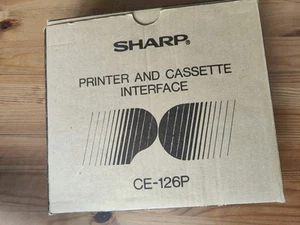 SHARP®
PRINTER AND CASSETTE
INTERFACE
CE-126P